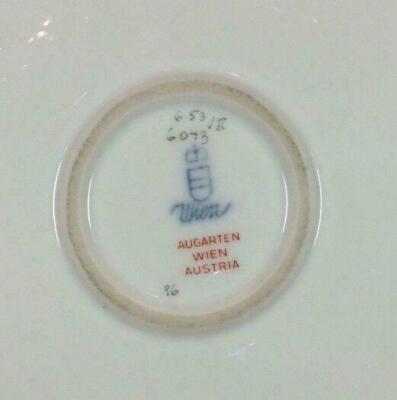 653/II
6043
Wien
AUGARTEN
WIEN
AUSTRIA
96